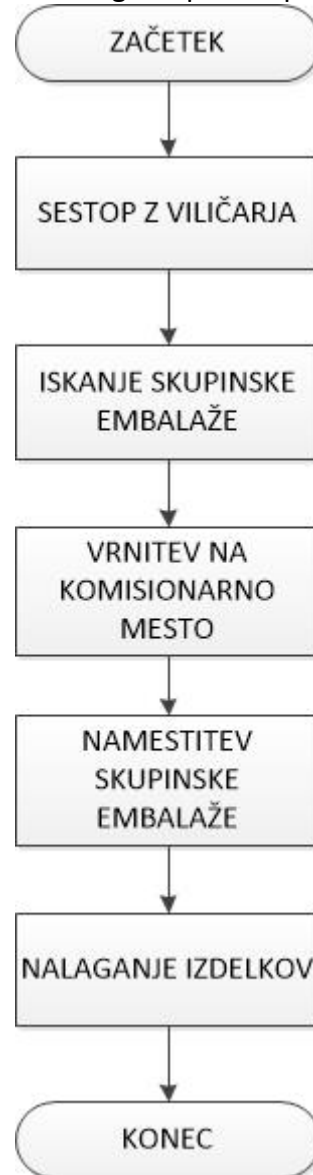 ZAČETEK
SESTOP Z VILIČARJA
ISKANJE SKUPINSKE
EMBALAŽE
VRNITEV NA
KOMISIONARNO
MESTO
NAMESTITEV
SKUPINSKE
EMBALAŽE
NALAGANJE IZDELKOV
KONEC